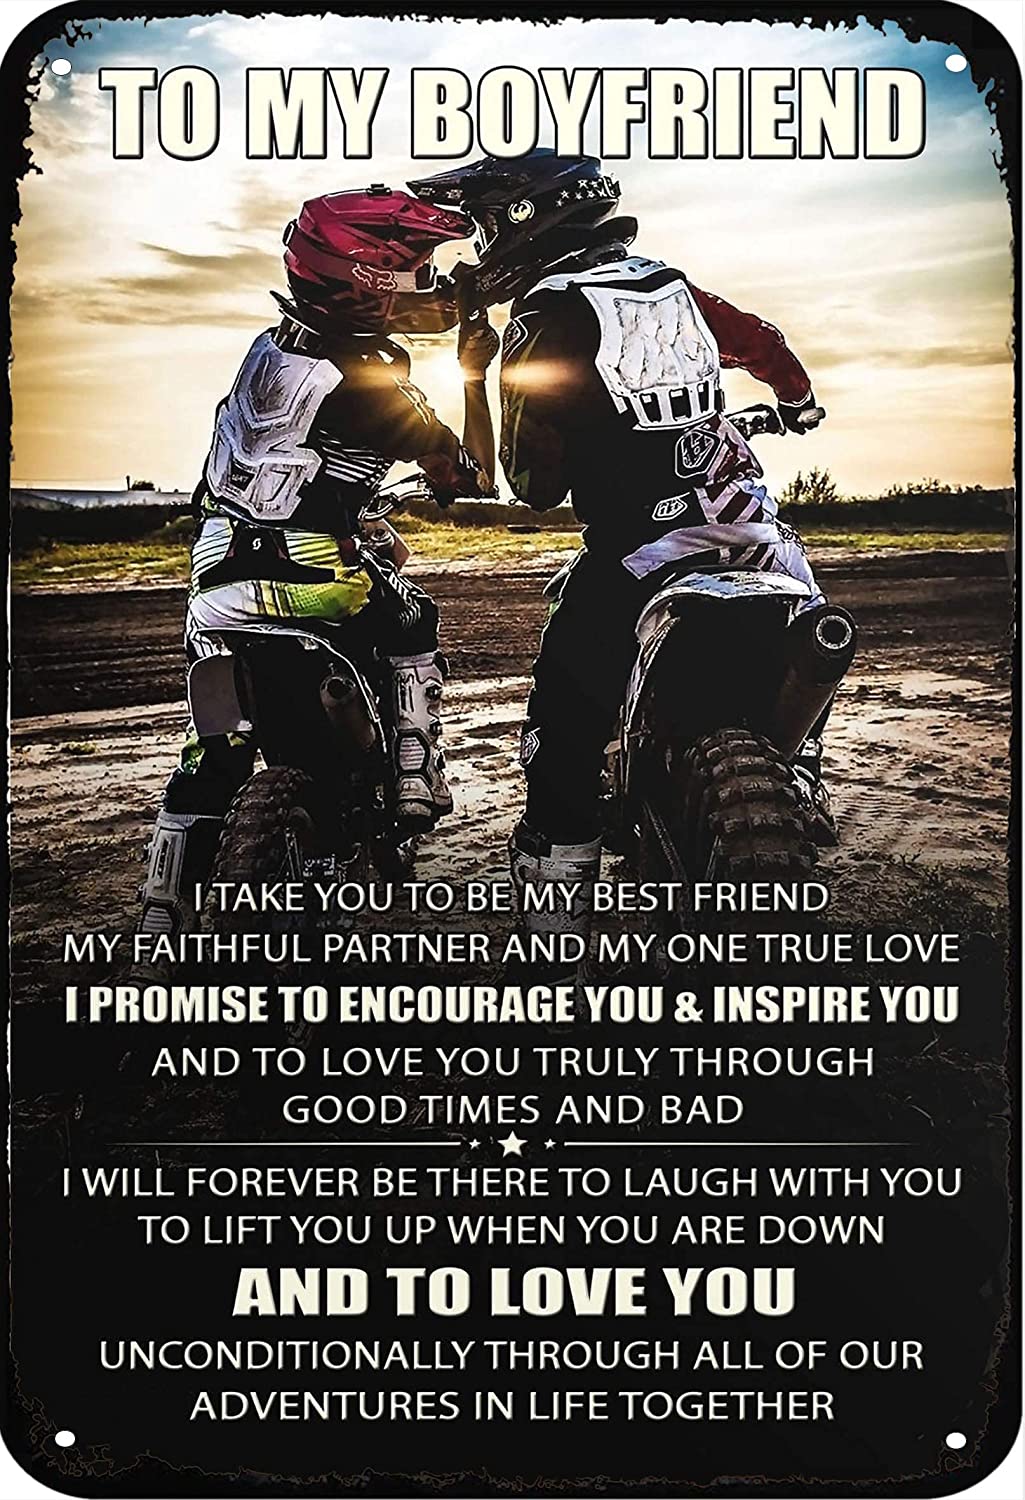 TO MY BOYFRIEND
I TAKE YOU TO BE MY BEST FRIEND
MY FAITHFUL PARTNER AND MY ONE TRUE LOVE
I PROMISE TO ENCOURAGE YOU & INSPIRE YOU
AND TO LOVE YOU TRULY THROUGH
GOOD TIMES AND BAD
I WILL FOREVER BE THERE TO LAUGH WITH YOU
TO LIFT YOU UP WHEN YOU ARE DOWN
AND TO LOVE YOU
UNCONDITIONALLY THROUGH ALL OF OUR
ADVENTURES IN LIFE TOGETHER